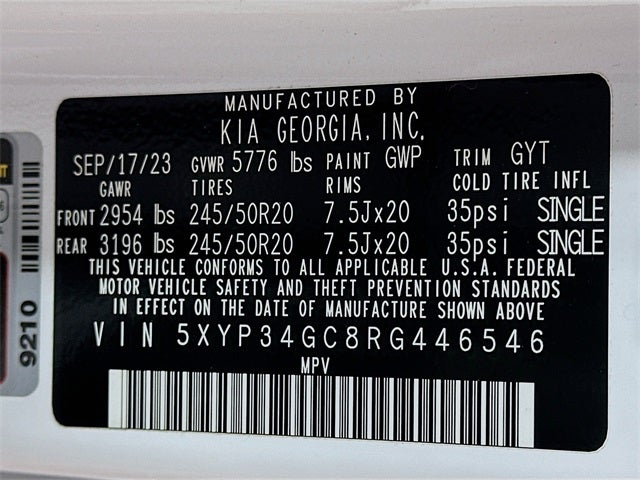 MANUFACTURED BY
KIA GEORGIA, INC.
SEP/17/23 GVWR 5776 lbs PAINT GWP TRIM GYT
GAWR TIRES RIMS COLD TIRE INFL
FRONT 2954 lbs 245/50R20 7.5Jx20 35psi SINGLE
REAR 3196 lbs 245/50R20 7.5Jx20 35psi SINGLE
THIS VEHICLE CONFORMS TO ALL APPLICABLE U.S.A. FEDERAL
MOTOR VEHICLE SAFETY AND THEFT PREVENTION STANDARDS
IN EFFECT ON THE DATE OF MANUFACTURE SHOWN ABOVE
VIN 5XYP34GC8RG446546
MPV
9210